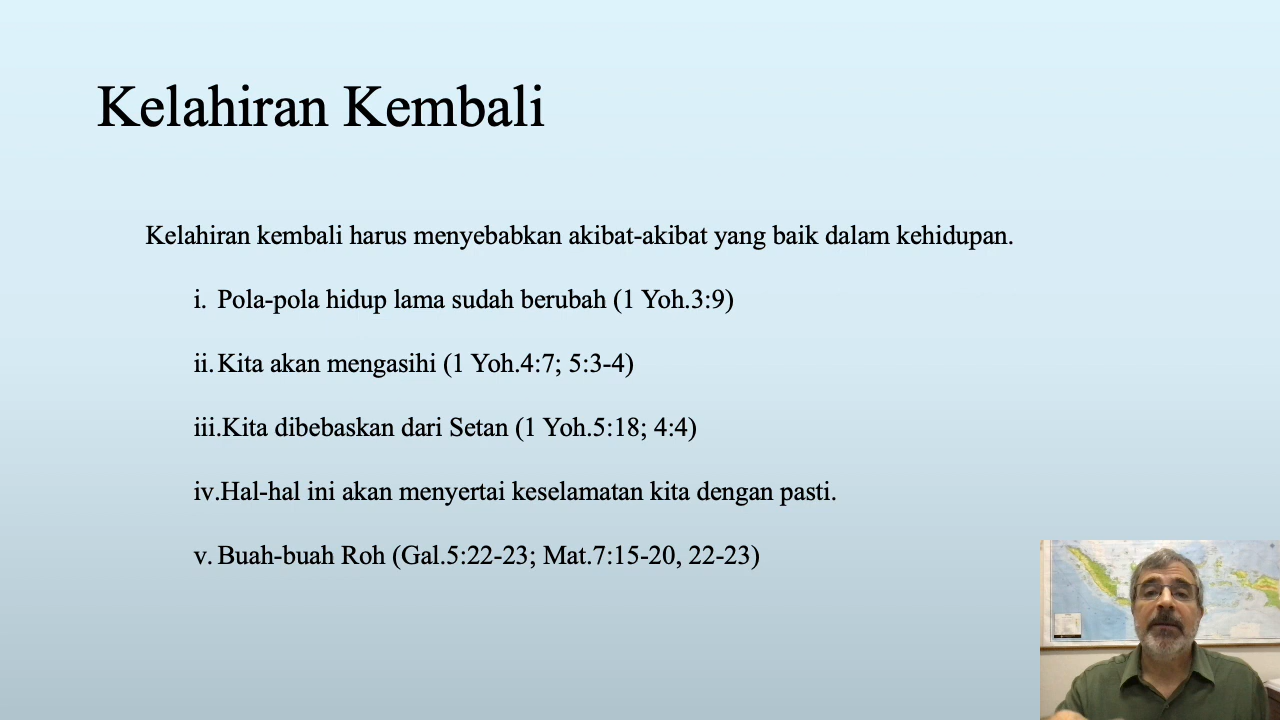 Kelahiran Kembali
Kelahiran kembali harus menyebabkan akibat-akibat yang baik dalam kehidupan.
i. Pola-pola hidup lama sudah berubah (1 Yoh.3:9)
ii. Kita akan mengasihi (1 Yoh.4:7; 5:3-4)
iii.Kita dibebaskan dari Setan (1 Yoh.5:18; 4:4)
iv.Hal-hal ini akan menyertai keselamatan kita dengan pasti.
v. Buah-buah Roh (Gal.5:22-23; Mat.7:15-20, 22-23)